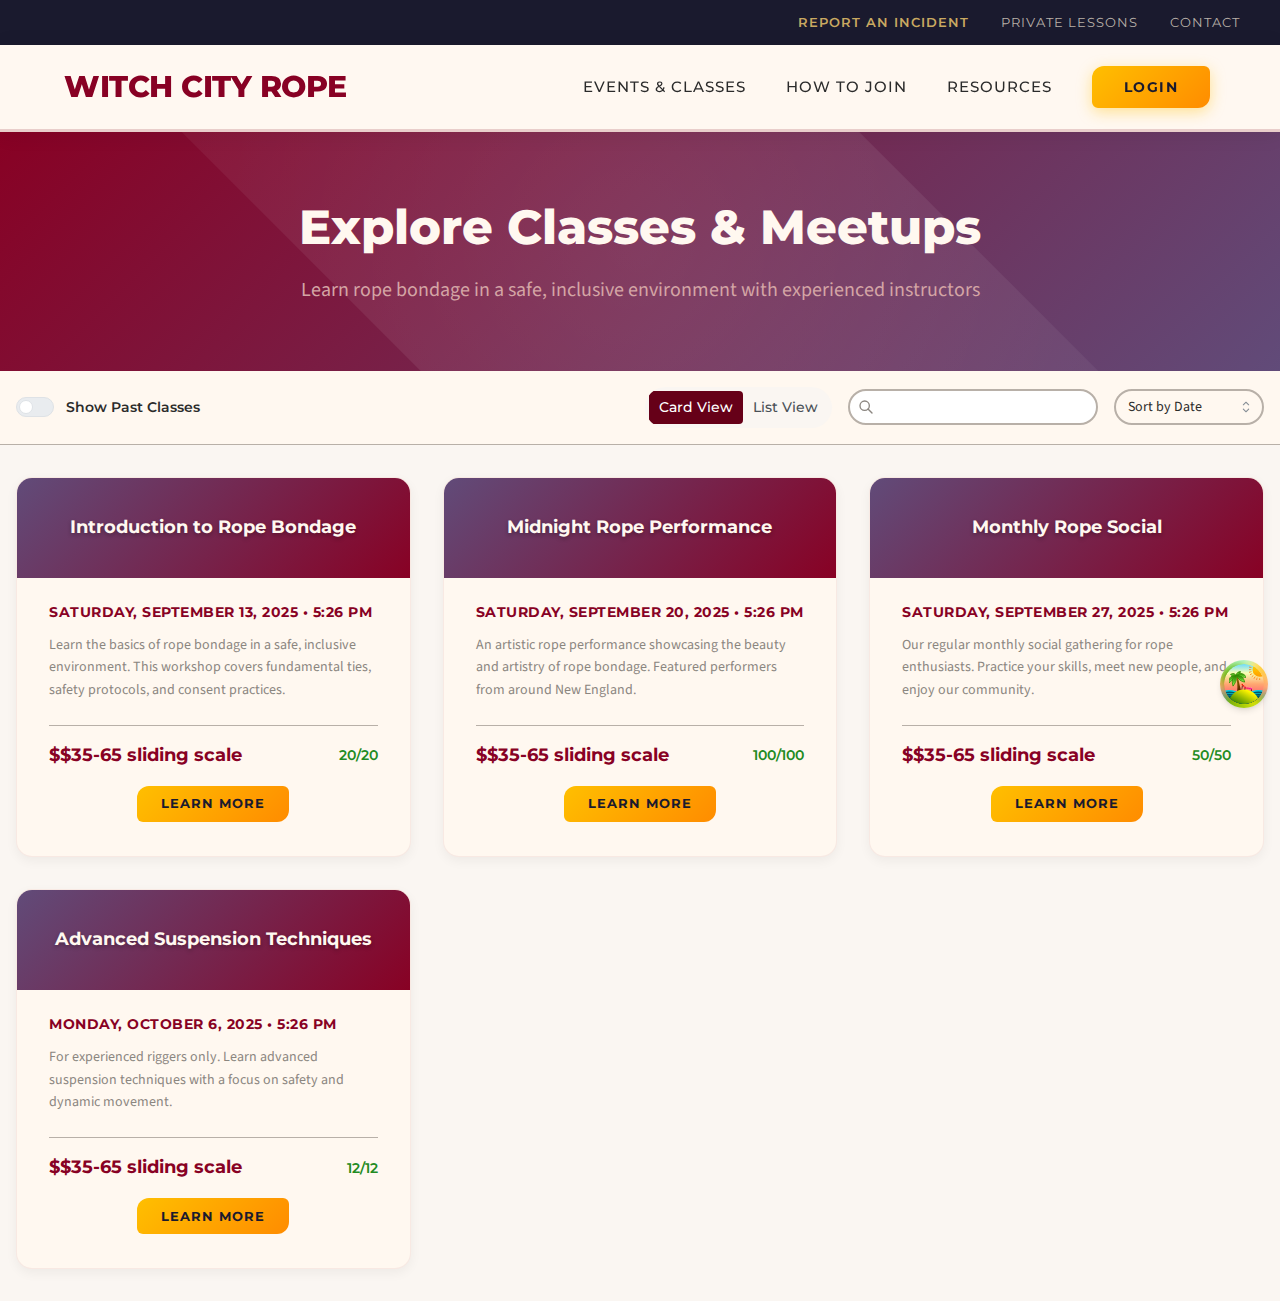 REPORT AN INCIDENT PRIVATE LESSONS CONTACT
WITCH CITY ROPE EVENTS & CLASSES HOW TO JOIN RESOURCES LOGIN
Explore Classes & Meetups
Learn rope bondage in a safe, inclusive environment with experienced instructors
Show Past Classes Card View List View Sort by Date
Introduction to Rope Bondage
SATURDAY, SEPTEMBER 13, 2025 • 5:26 PM
Learn the basics of rope bondage in a safe, inclusive
environment. This workshop covers fundamental ties,
safety protocols, and consent practices.
$$35-65 sliding scale 20/20
LEARN MORE
Midnight Rope Performance
SATURDAY, SEPTEMBER 20, 2025 • 5:26 PM
An artistic rope performance showcasing the beauty
and artistry of rope bondage. Featured performers
from around New England.
$$35-65 sliding scale 100/100
LEARN MORE
Monthly Rope Social
SATURDAY, SEPTEMBER 27, 2025 • 5:26 PM
Our regular monthly social gathering for rope
enthusiasts. Practice your skills, meet new people, and
enjoy our community.
$$35-65 sliding scale 50/50
LEARN MORE
Advanced Suspension Techniques
MONDAY, OCTOBER 6, 2025 • 5:26 PM
For experienced riggers only. Learn advanced
suspension techniques with a focus on safety and
dynamic movement.
$$35-65 sliding scale 12/12
LEARN MORE